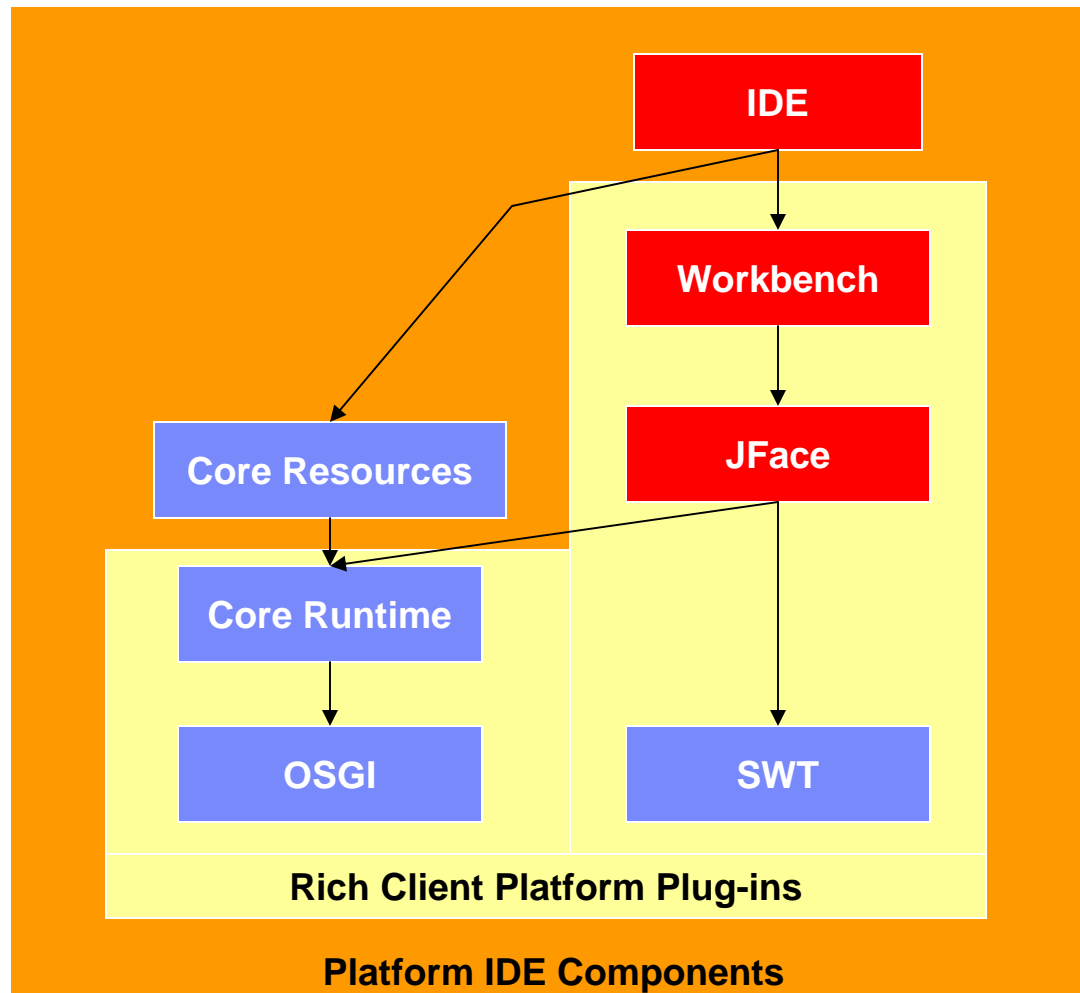 IDE
Workbench
JFace
Core Resources
Core Runtime
OSGI
SWT
Rich Client Platform Plug-ins
Platform IDE Components